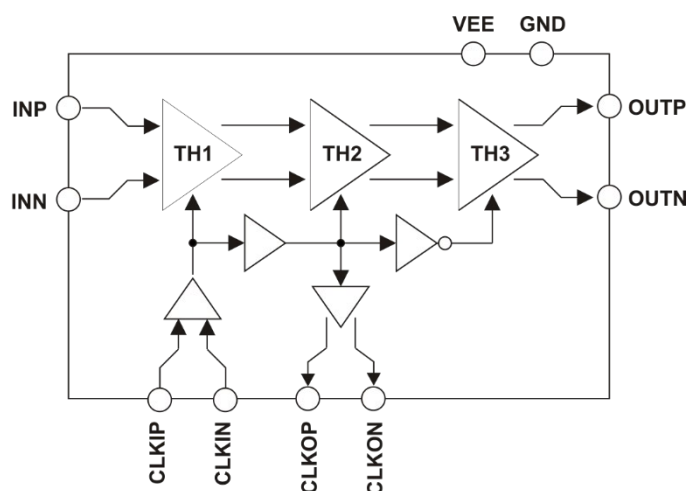 VEE GND
INP
TH1 TH2 TH3
OUTP
INN
OUTN
CLKIP
CLKIN
CLKOP
CLKON